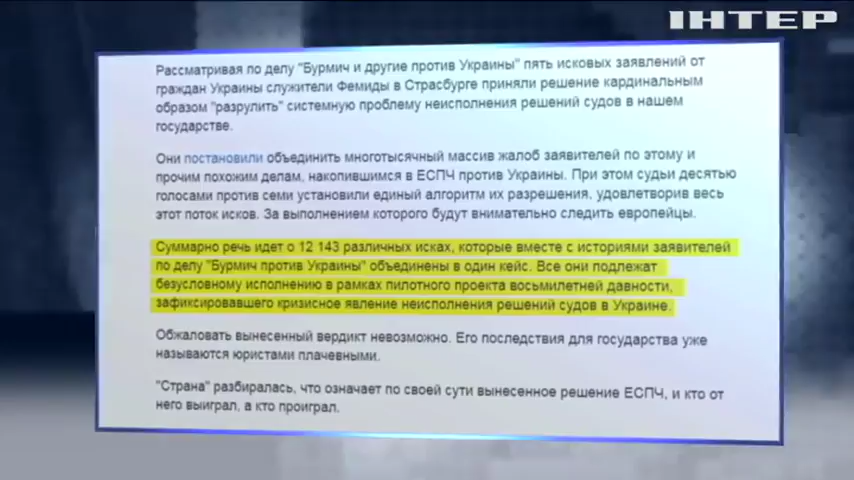 ІНТЕР
Рассматривая по делу "Бурмич и другие против Украины" пять исковых заявлений от
граждан Украины служители Фемиды в Страсбурге приняли решение кардинальным
образом "разрулить" системную проблему неисполнения решений судов в нашем
государстве.
Они постановили объединить многотысячный массив жалоб заявителей по этому и
прочим похожим делам, накопившимся в ЕСПЧ против Украины. При этом судьи десятью
голосами против семи установили единый алгоритм их разрешения, удовлетворив весь
этот поток исков. За выполнением которого будут внимательно следить европейцы.
Суммарно речь идет о 12 143 различных исках, которые вместе с историями заявителей
по делу "Бурмич против Украины" объединены в один кейс. Все они подлежат
безусловному исполнению в рамках пилотного проекта восьмилетней давности,
зафиксировавшего кризисное явление неисполнения решений судов в Украине.
Обжаловать вынесенный вердикт невозможно. Его последствия для государства уже
называются юристами плачевными.
"Страна" разбиралась, что означает по своей сути вынесенное решение ЕСПЧ, и кто от
него выиграл, а кто проиграл.